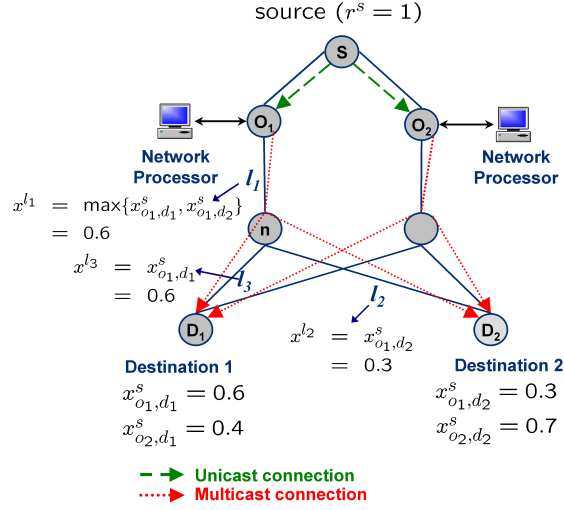 source (r^s = 1)
S
O₁
O₂
Network
Processor
Network
Processor
l₁
x^{l₁} = max{x^s_{o₁,d₁}, x^s_{o₁,d₂}}
= 0.6
n
x^{l₃} = x^s_{o₁,d₁}
= 0.6
l₃
l₂
x^{l₂} = x^s_{o₁,d₂}
= 0.3
D₁
D₂
Destination 1
x^s_{o₁,d₁} = 0.6
x^s_{o₂,d₁} = 0.4
Destination 2
x^s_{o₁,d₂} = 0.3
x^s_{o₂,d₂} = 0.7
Unicast connection
Multicast connection